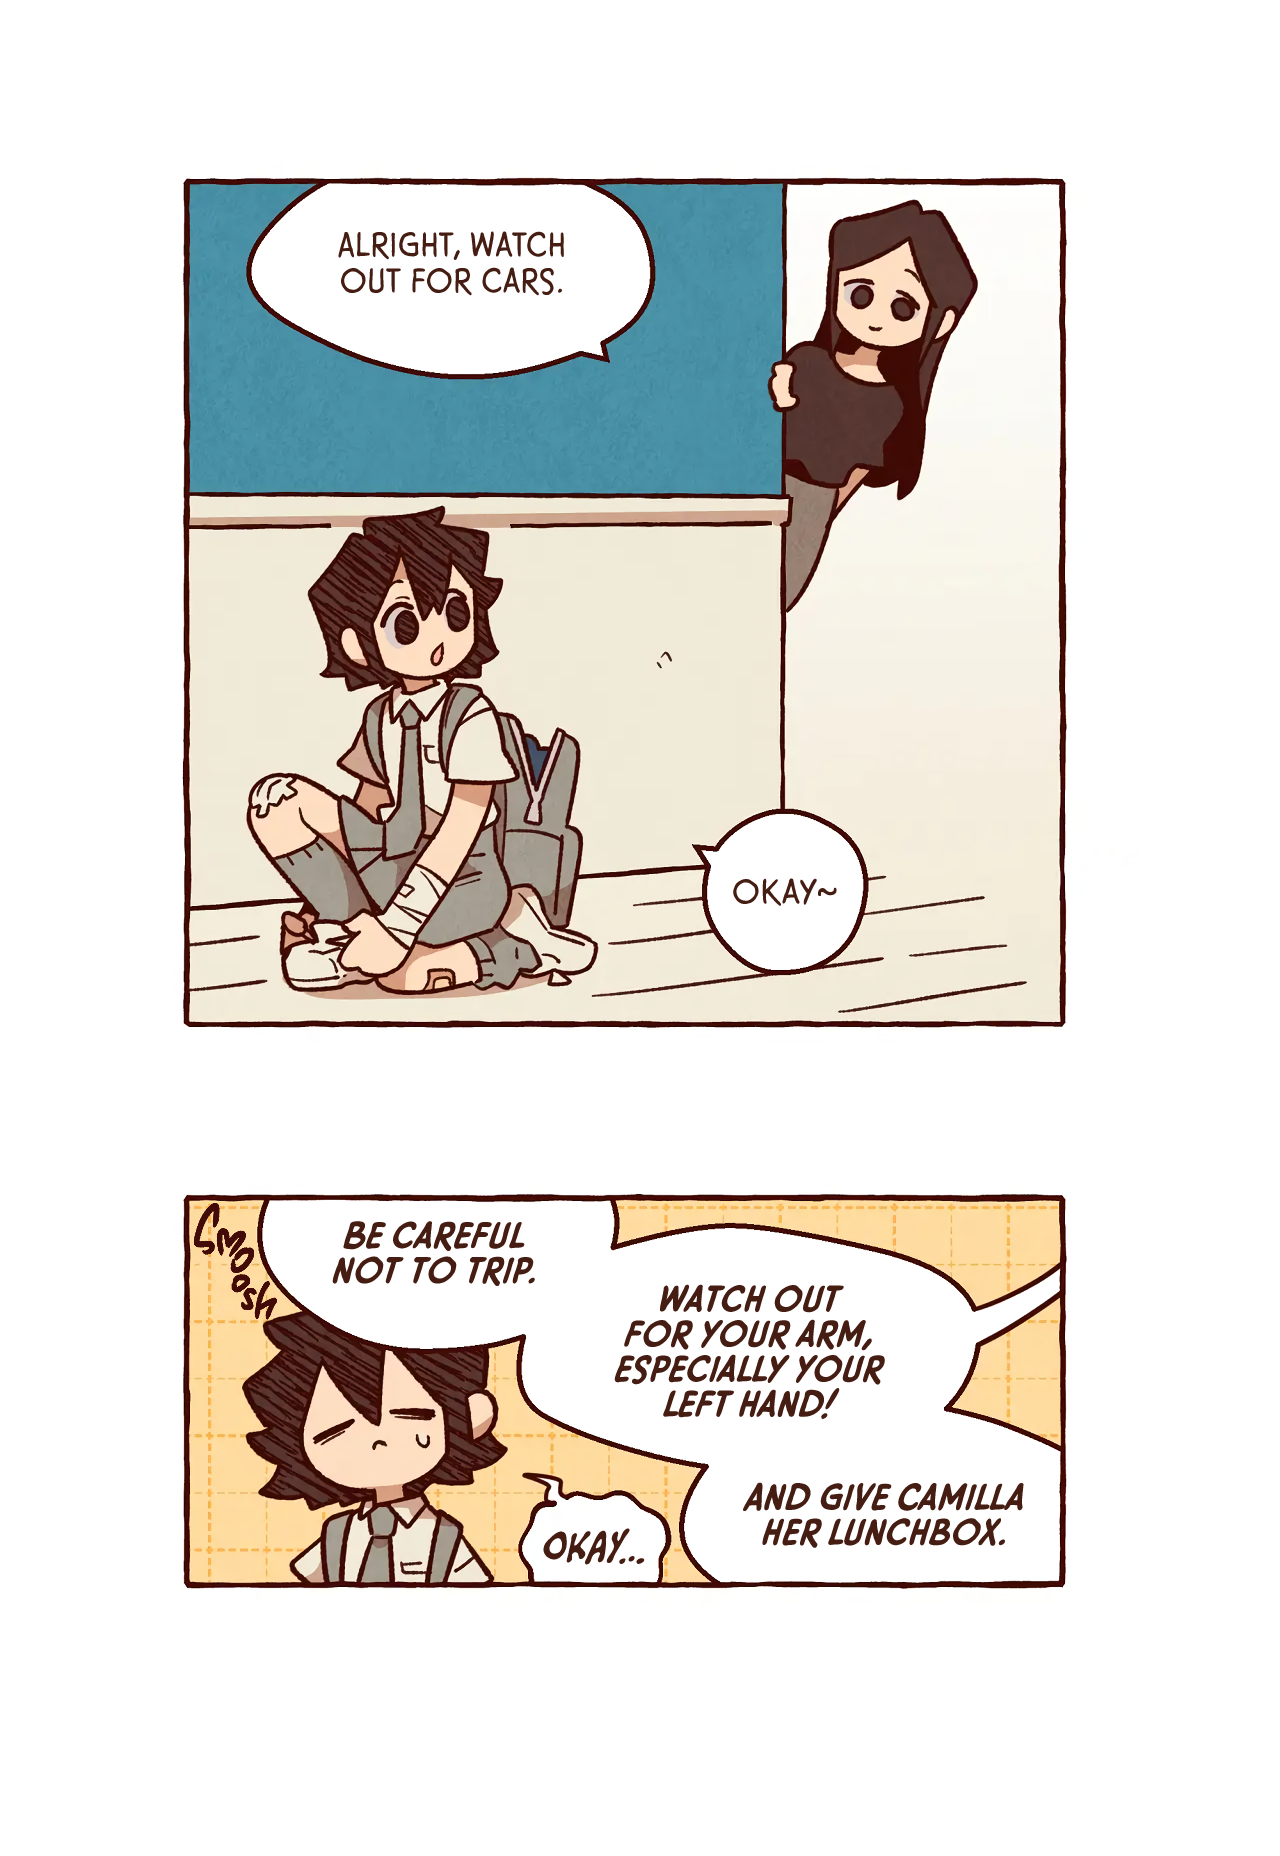 ALRIGHT, WATCH
OUT FOR CARS.
OKAY~
Smoosh
BE CAREFUL
NOT TO TRIP.
WATCH OUT
FOR YOUR ARM,
ESPECIALLY YOUR
LEFT HAND!
AND GIVE CAMILLA
HER LUNCHBOX.
OKAY...